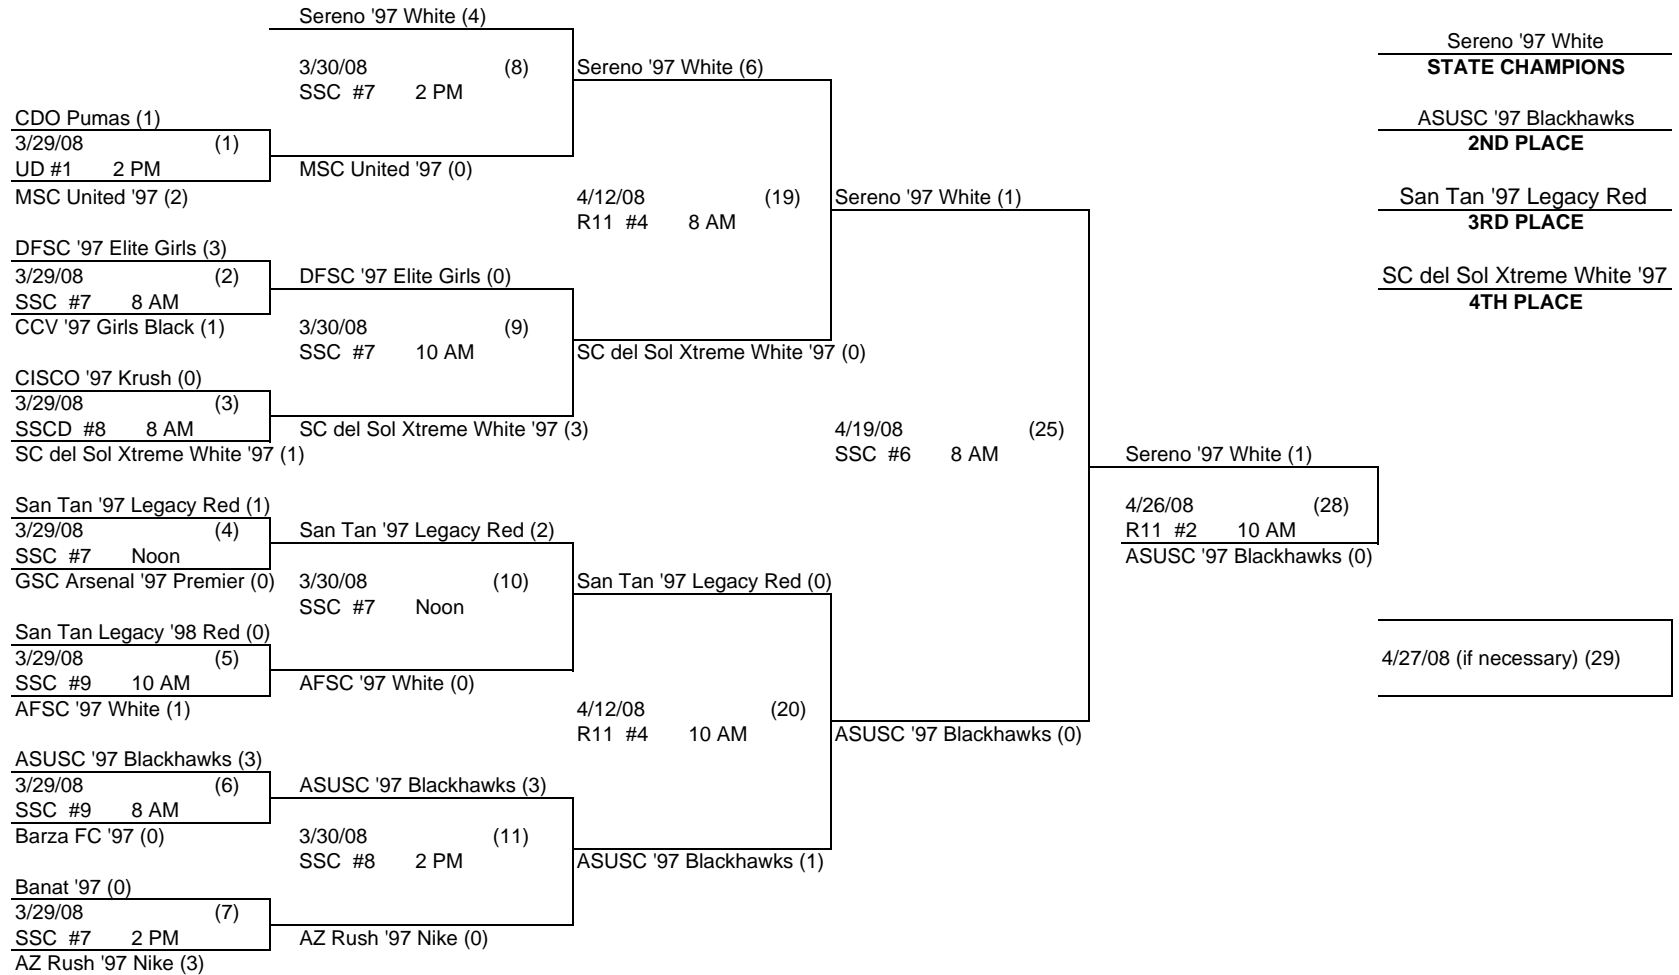 Sereno '97 White (4)
3/30/08 (8)
SSC #7 2 PM
MSC United '97 (0)
CDO Pumas (1)
3/29/08 (1)
UD #1 2 PM
MSC United '97 (2)
DFSC '97 Elite Girls (3)
3/29/08 (2)
SSC #7 8 AM
CCV '97 Girls Black (1)
CISCO '97 Krush (0)
3/29/08 (3)
SSCD #8 8 AM
SC del Sol Xtreme White '97 (1)
San Tan '97 Legacy Red (1)
3/29/08 (4)
SSC #7 Noon
GSC Arsenal '97 Premier (0)
San Tan Legacy '98 Red (0)
3/29/08 (5)
SSC #9 10 AM
AFSC '97 White (1)
ASUSC '97 Blackhawks (3)
3/29/08 (6)
SSC #9 8 AM
Barza FC '97 (0)
Banat '97 (0)
3/29/08 (7)
SSC #7 2 PM
AZ Rush '97 Nike (3)
DFSC '97 Elite Girls (0)
3/30/08 (9)
SSC #7 10 AM
SC del Sol Xtreme White '97 (3)
San Tan '97 Legacy Red (2)
3/30/08 (10)
SSC #7 Noon
AFSC '97 White (0)
ASUSC '97 Blackhawks (3)
3/30/08 (11)
SSC #8 2 PM
AZ Rush '97 Nike (0)
Sereno '97 White (6)
4/12/08 (19)
R11 #4 8 AM
SC del Sol Xtreme White '97 (0)
San Tan '97 Legacy Red (0)
4/12/08 (20)
R11 #4 10 AM
ASUSC '97 Blackhawks (1)
Sereno '97 White (1)
4/19/08 (25)
SSC #6 8 AM
ASUSC '97 Blackhawks (0)
Sereno '97 White (1)
4/26/08 (28)
R11 #2 10 AM
ASUSC '97 Blackhawks (0)
4/27/08 (if necessary) (29)
Sereno '97 White
STATE CHAMPIONS
ASUSC '97 Blackhawks
2ND PLACE
San Tan '97 Legacy Red
3RD PLACE
SC del Sol Xtreme White '97
4TH PLACE